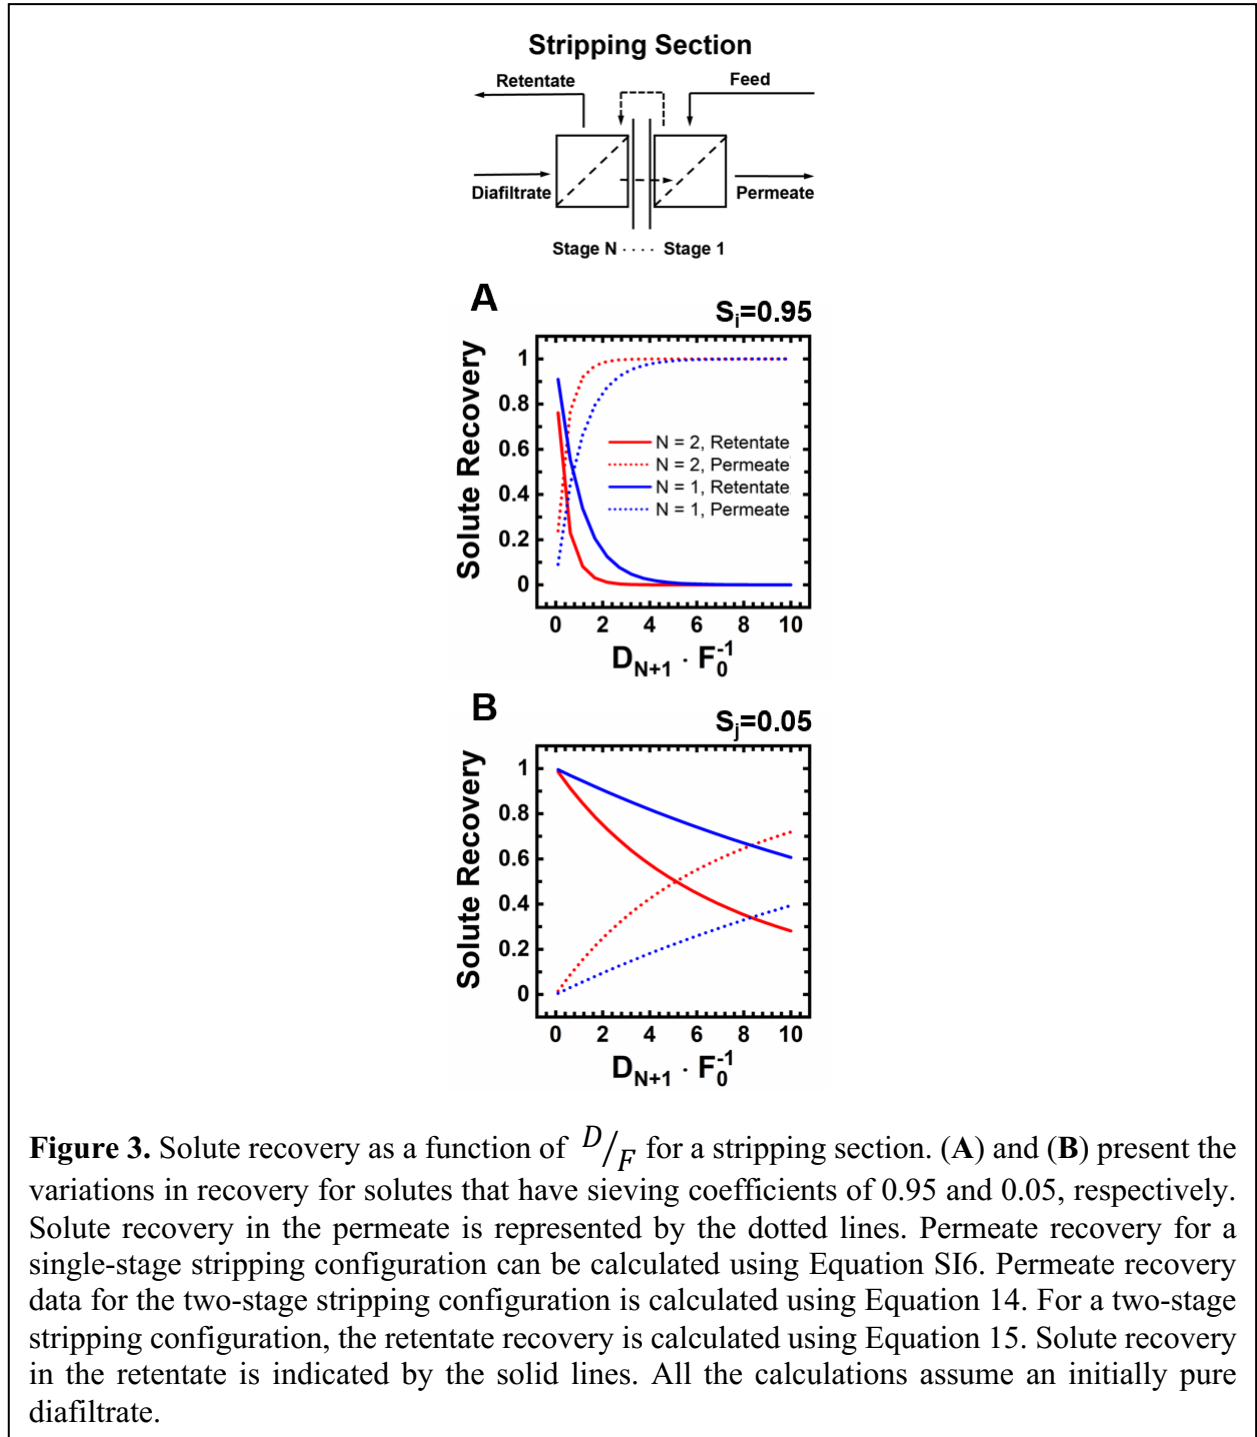 Stripping Section
Retentate
Feed
Diafiltrate
Permeate
Stage N · · · · Stage 1
A
S_i=0.95
Solute Recovery
1
0.8
0.6
0.4
0.2
0
N = 2, Retentate
N = 2, Permeate
N = 1, Retentate
N = 1, Permeate
0 2 4 6 8 10
D_{N+1} · F_0^{-1}
B
S_j=0.05
Solute Recovery
1
0.8
0.6
0.4
0.2
0
0 2 4 6 8 10
D_{N+1} · F_0^{-1}
Figure 3. Solute recovery as a function of D/F for a stripping section. (A) and (B) present the
variations in recovery for solutes that have sieving coefficients of 0.95 and 0.05, respectively.
Solute recovery in the permeate is represented by the dotted lines. Permeate recovery for a
single-stage stripping configuration can be calculated using Equation SI6. Permeate recovery
data for the two-stage stripping configuration is calculated using Equation 14. For a two-stage
stripping configuration, the retentate recovery is calculated using Equation 15. Solute recovery
in the retentate is indicated by the solid lines. All the calculations assume an initially pure
diafiltrate.